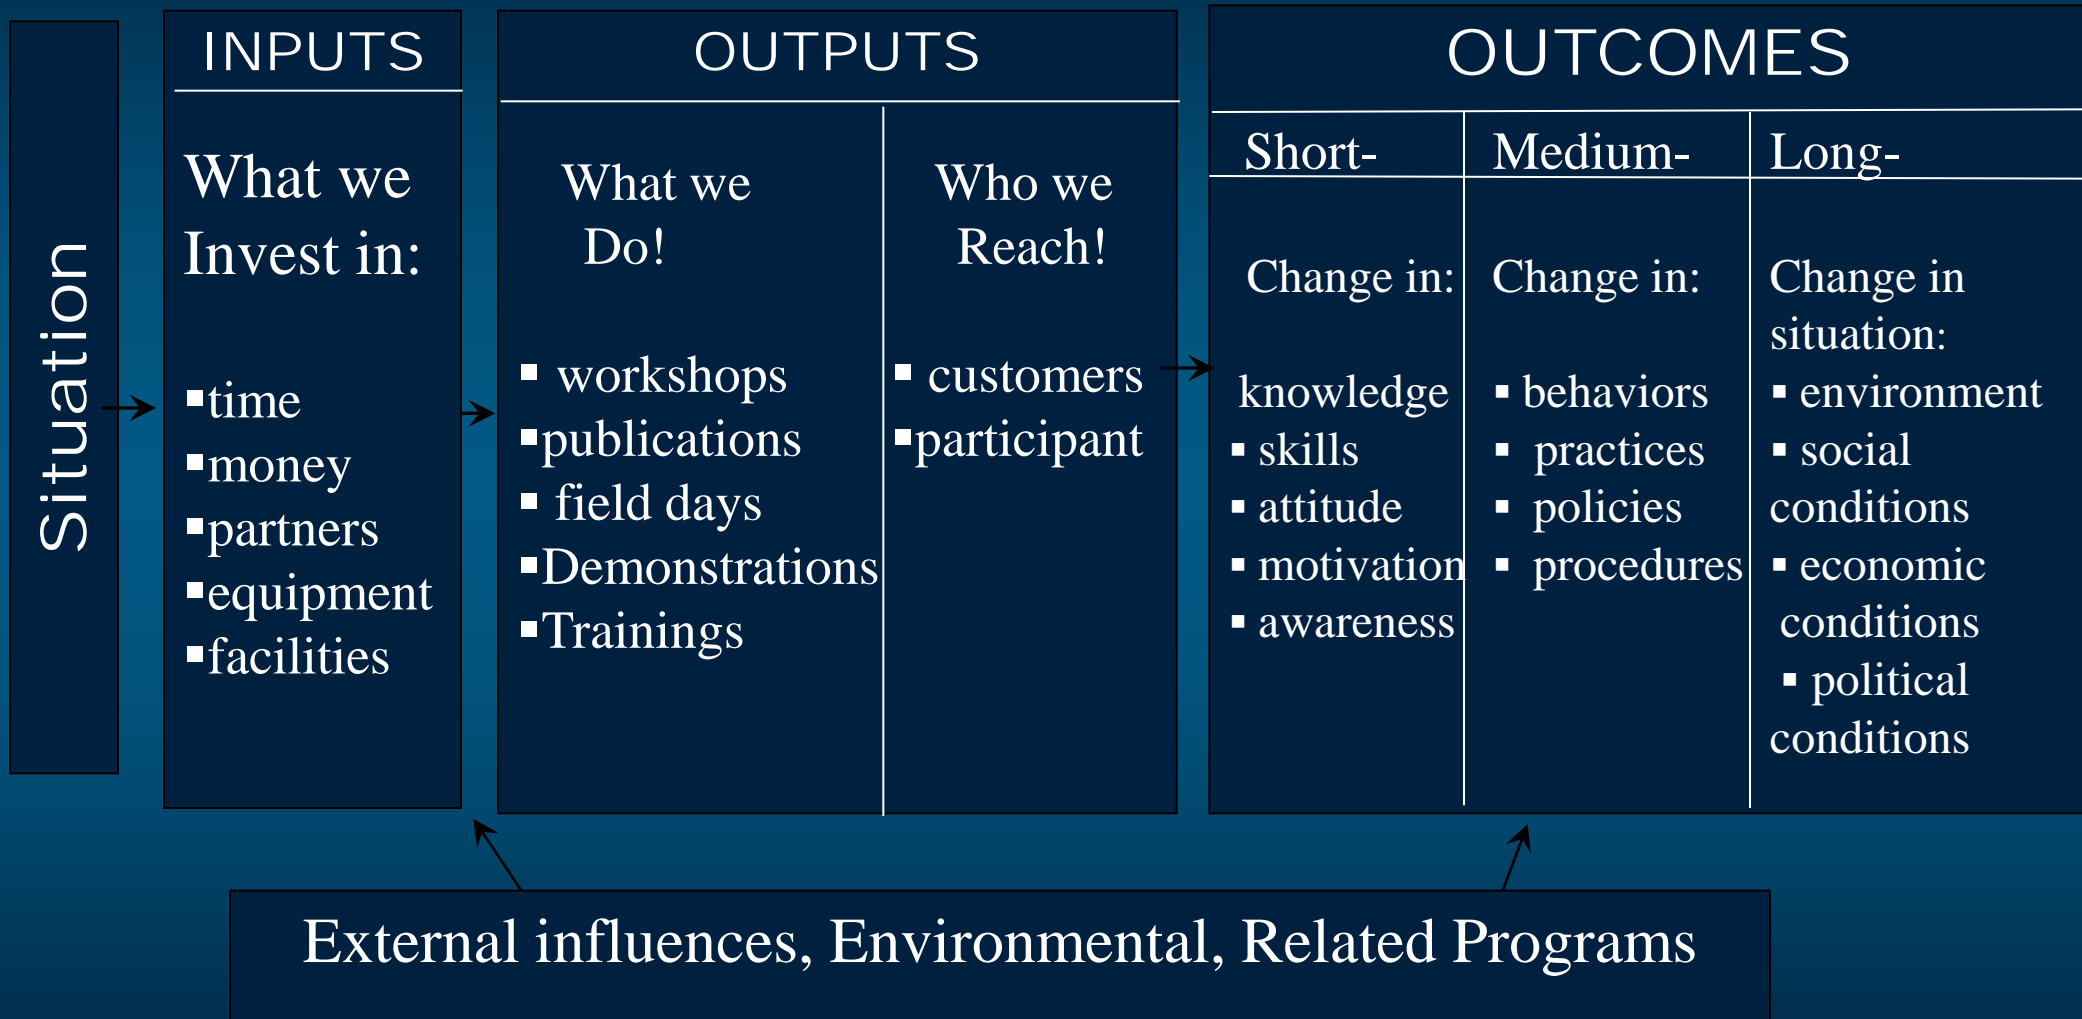 Situation
INPUTS
What we
Invest in:
▪time
▪money
▪partners
▪equipment
▪facilities
OUTPUTS
What we
Do!
▪ workshops
▪publications
▪ field days
▪Demonstrations
▪Trainings
Who we
Reach!
▪ customers
▪participant
OUTCOMES
Short-
Change in:
knowledge
▪ skills
▪ attitude
▪ motivation
▪ awareness
Medium-
Change in:
▪ behaviors
▪ practices
▪ policies
▪ procedures
Long-
Change in
situation:
▪ environment
▪ social
conditions
▪ economic
conditions
▪ political
conditions
External influences, Environmental, Related Programs